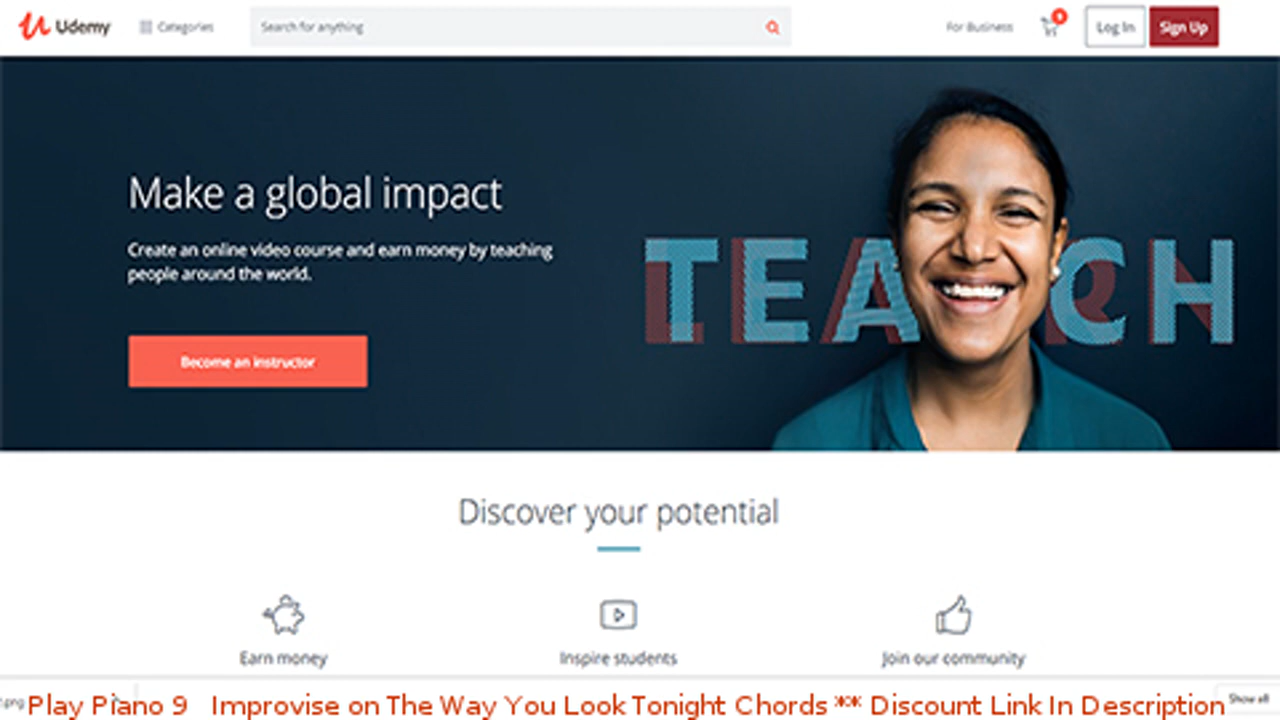 Udemy Categories Search for anything For Business Log In Sign Up
Make a global impact
Create an online video course and earn money by teaching
people around the world.
TEACH
Become an instructor
Discover your potential
Earn money Inspire students Join our community
Play Piano 9 Improvise on The Way You Look Tonight Chords ** Discount Link In Description
Show all